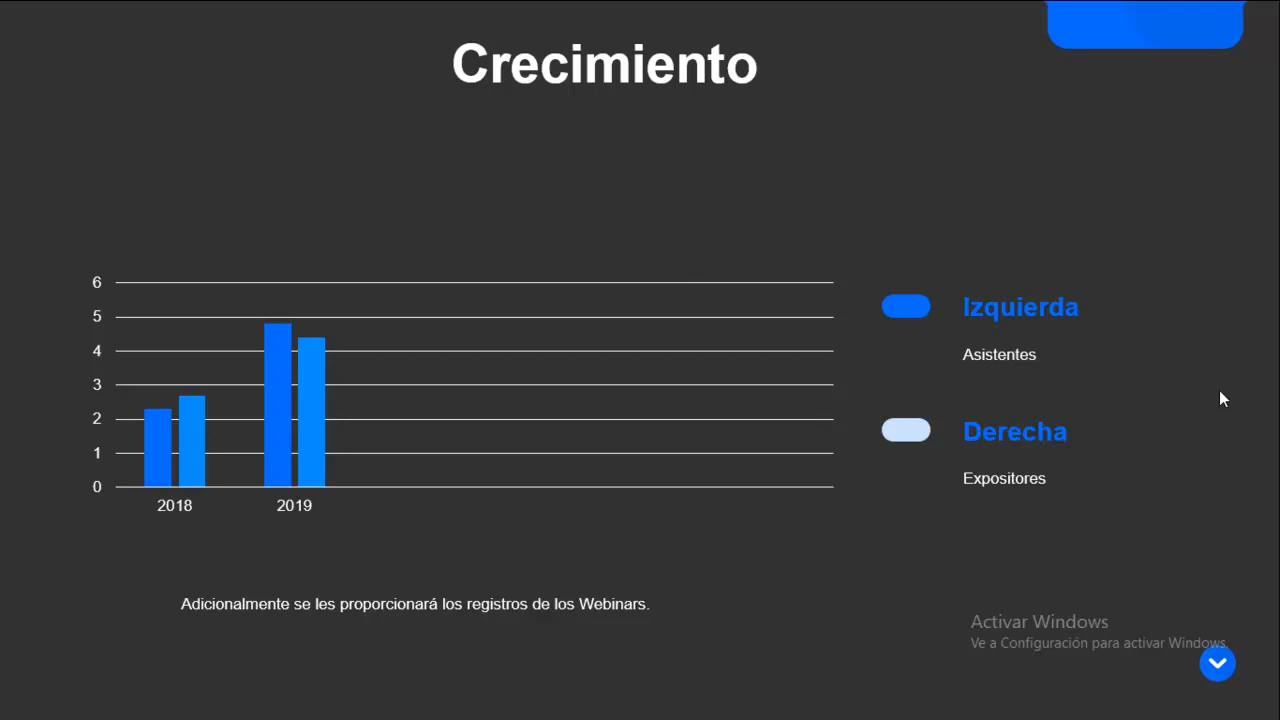 Crecimiento
6
5
4
3
2
1
0
2018
2019
Izquierda
Asistentes
Derecha
Expositores
Adicionalmente se les proporcionará los registros de los Webinars.
Activar Windows
Ve a Configuración para activar Windows.